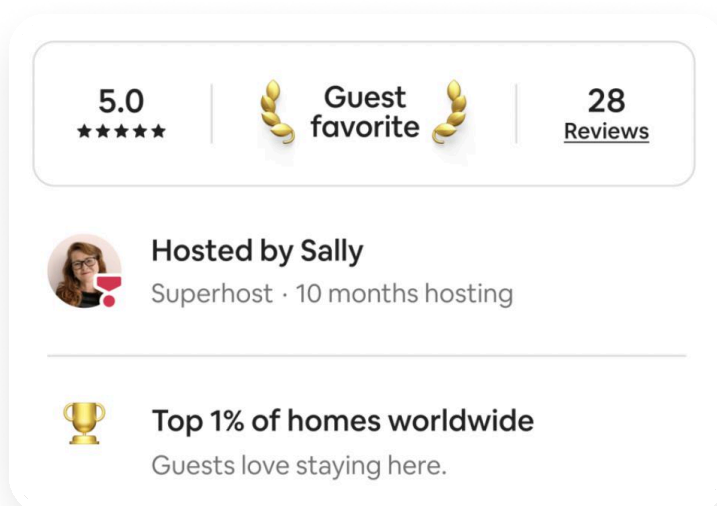 5.0
★★★★★
Guest
favorite
28
Reviews
Hosted by Sally
Superhost · 10 months hosting
Top 1% of homes worldwide
Guests love staying here.